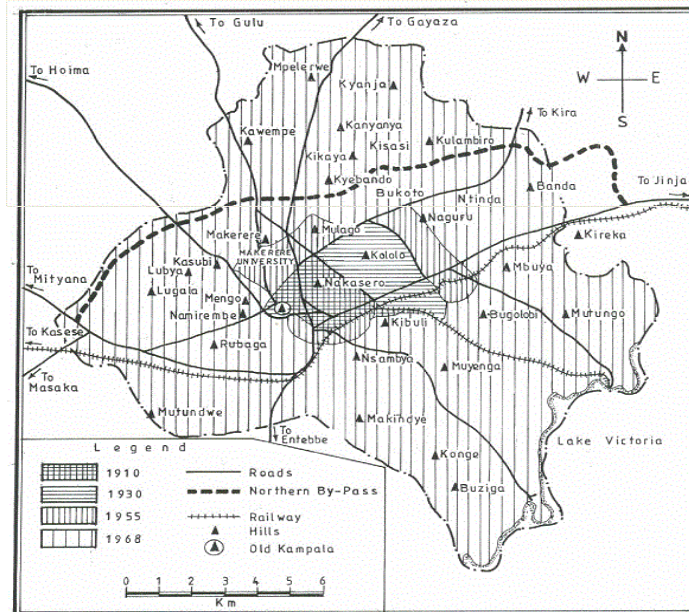 To Gulu
To Gayaza
To Hoima
Mpelerwe
Kyanja
N
W E
S
To Kira
Kawempe
Kanyanya
Kisasi
Kulambiro
Kikaya
Kyebando
Bukoto
Ntinda
Banda
To Jinja
Makerere
Mulago
Naguru
Kireka
MAKERERE
UNIVERSITY
Kololo
Mbuya
To
Mityana
Kasubi
Lubya
Lugala
Nakasero
Mengo
Namirembe
Kibuli
Bugolobi
Mutungo
To Kasese
Rubaga
Nsambya
Muyenga
To
Masaka
Mutundwe
To
Entebbe
Makindye
Lake Victoria
Konge
Buziga
Legend
1910
1930
1955
1968
Roads
Northern By-Pass
Railway
Hills
Old Kampala
0 1 2 3 4 5 6
Km